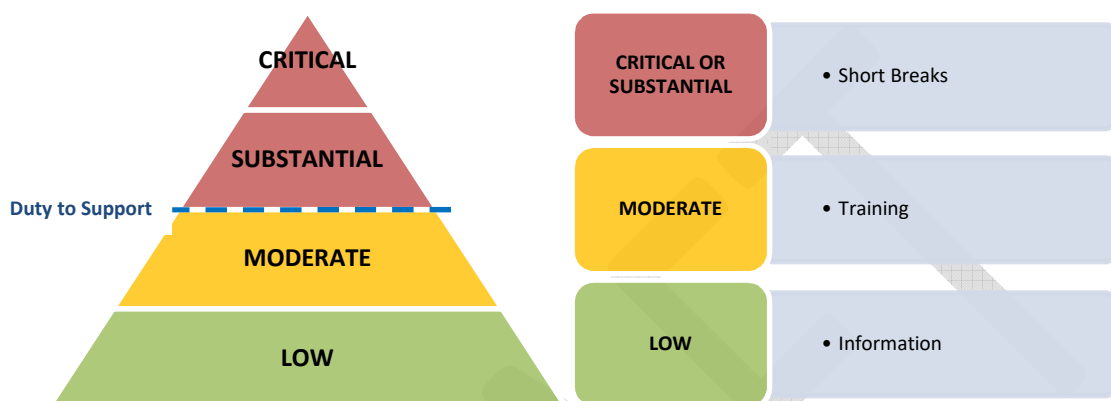 CRITICAL
SUBSTANTIAL
Duty to Support
MODERATE
LOW
CRITICAL OR
SUBSTANTIAL
• Short Breaks
MODERATE
• Training
LOW
• Information